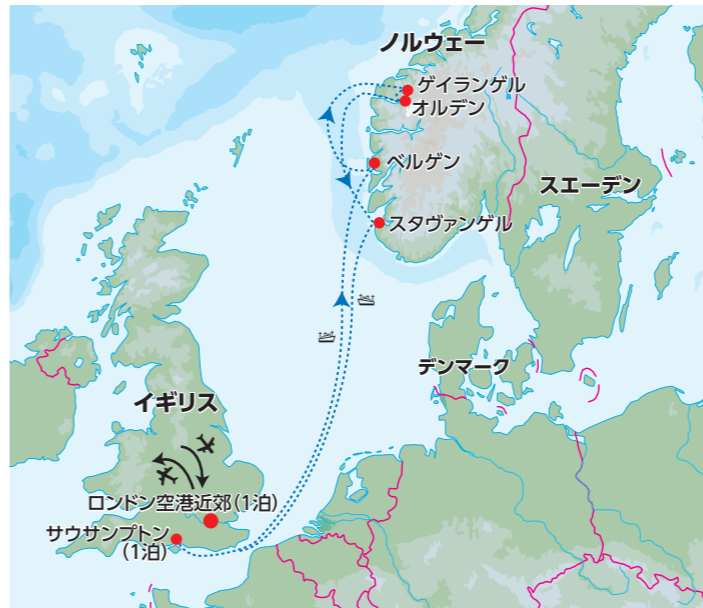 ノルウェー
ゲイランゲル
オルデン
ベルゲン
スエーデン
スタヴァンゲル
デンマーク
イギリス
ロンドン空港近郊(1泊)
サウサンプトン
(1泊)